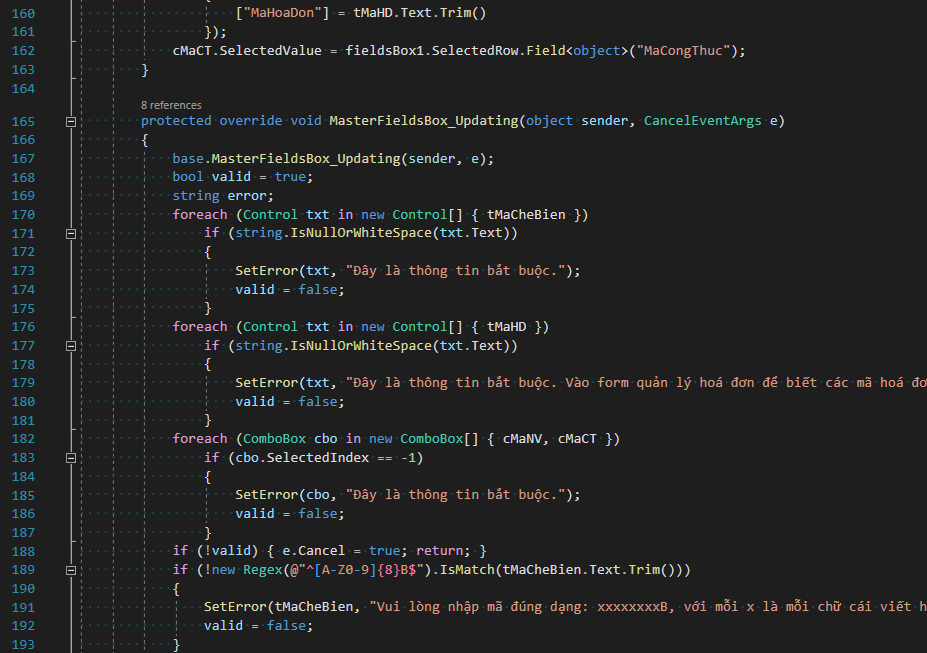 160 ["MaHoaDon"] = tMaHD.Text.Trim()
161 });
162 cMaCT.SelectedValue = fieldsBox1.SelectedRow.Field<object>("MaCongThuc");
163 }
164
8 references
165 protected override void MasterFieldsBox_Updating(object sender, CancelEventArgs e)
166 {
167 base.MasterFieldsBox_Updating(sender, e);
168 bool valid = true;
169 string error;
170 foreach (Control txt in new Control[] { tMaCheBien })
171 if (string.IsNullOrWhiteSpace(txt.Text))
172 {
173 SetError(txt, "Đây là thông tin bắt buộc.");
174 valid = false;
175 }
176 foreach (Control txt in new Control[] { tMaHD })
177 if (string.IsNullOrWhiteSpace(txt.Text))
178 {
179 SetError(txt, "Đây là thông tin bắt buộc. Vào form quản lý hoá đơn để biết các mã hoá đơ
180 valid = false;
181 }
182 foreach (ComboBox cbo in new ComboBox[] { cMaNV, cMaCT })
183 if (cbo.SelectedIndex == -1)
184 {
185 SetError(cbo, "Đây là thông tin bắt buộc.");
186 valid = false;
187 }
188 if (!valid) { e.Cancel = true; return; }
189 if (!new Regex(@"^[A-Z0-9]{8}B$").IsMatch(tMaCheBien.Text.Trim()))
190 {
191 SetError(tMaCheBien, "Vui lòng nhập mã đúng dạng: xxxxxxxxB, với mỗi x là mỗi chữ cái viết h
192 valid = false;
193 }